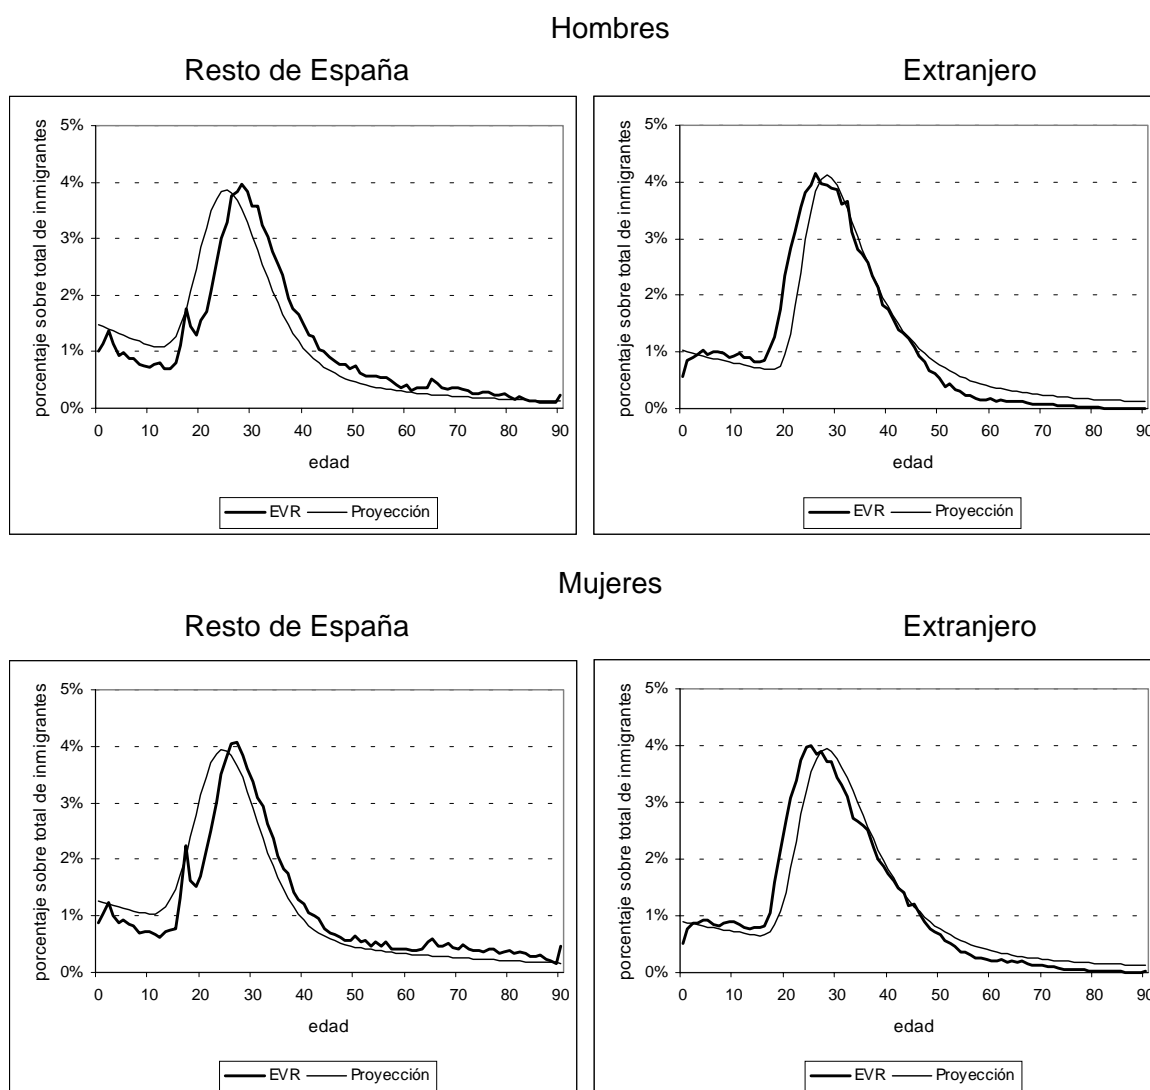 Hombres
Resto de España
Extranjero
porcentaje sobre total de inmigrantes
5%
4%
3%
2%
1%
0%
0 10 20 30 40 50 60 70 80 90
edad
EVR Proyección
porcentaje sobre total de inmigrantes
5%
4%
3%
2%
1%
0%
0 10 20 30 40 50 60 70 80 90
edad
EVR Proyección
Mujeres
Resto de España
Extranjero
porcentaje sobre total de inmigrantes
5%
4%
3%
2%
1%
0%
0 10 20 30 40 50 60 70 80 90
edad
EVR Proyección
porcentaje sobre total de inmigrantes
5%
4%
3%
2%
1%
0%
0 10 20 30 40 50 60 70 80 90
edad
EVR Proyección